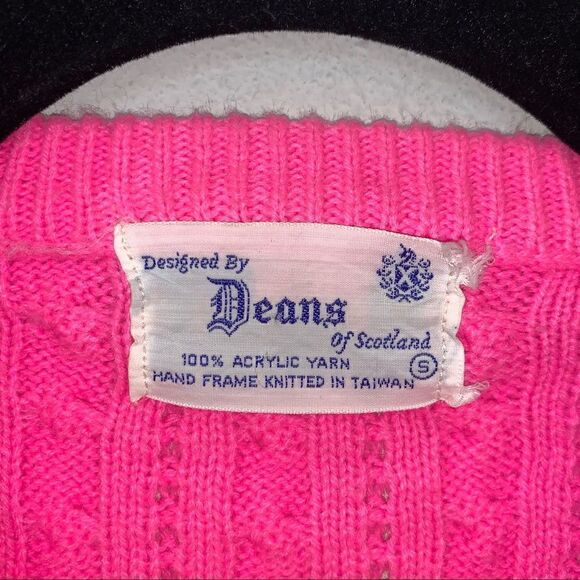 Designed By
Deans
Of Scotland
100% ACRYLIC YARN
S
HAND FRAME KNITTED IN TAIWAN